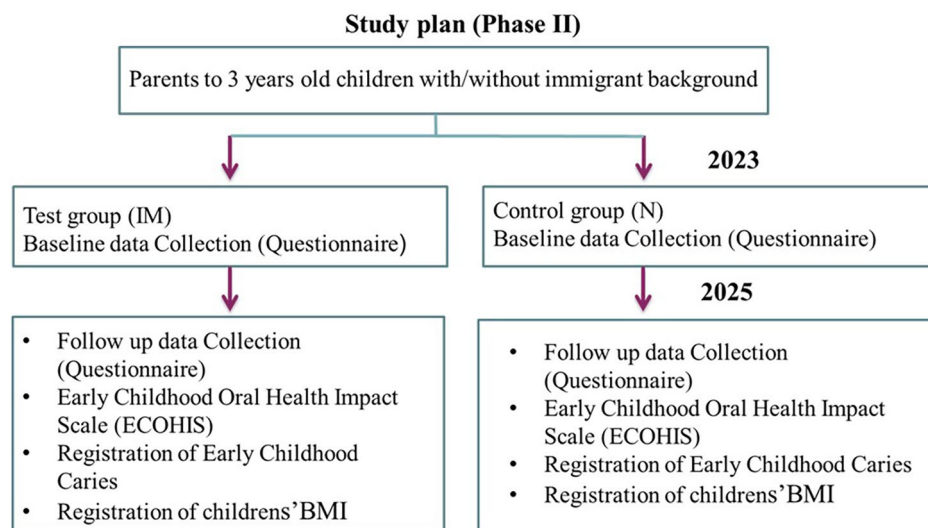 Study plan (Phase II)
Parents to 3 years old children with/without immigrant background
2023
Test group (IM)
Baseline data Collection (Questionnaire)
Control group (N)
Baseline data Collection (Questionnaire)
2025
• Follow up data Collection
(Questionnaire)
• Early Childhood Oral Health Impact
Scale (ECOHIS)
• Registration of Early Childhood
Caries
• Registration of childrens’BMI
• Follow up data Collection
(Questionnaire)
• Early Childhood Oral Health Impact
Scale (ECOHIS)
• Registration of Early Childhood Caries
• Registration of childrens’BMI